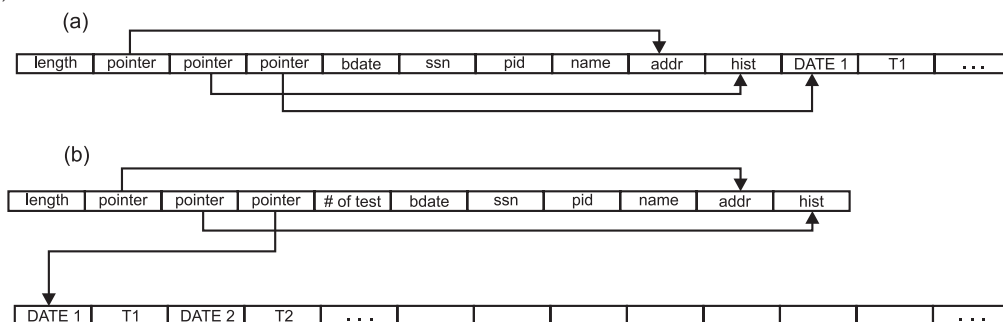 (a)
length pointer pointer pointer bdate ssn pid name addr hist DATE 1 T1 ...
(b)
length pointer pointer pointer # of test bdate ssn pid name addr hist
DATE 1 T1 DATE 2 T2 ... ...